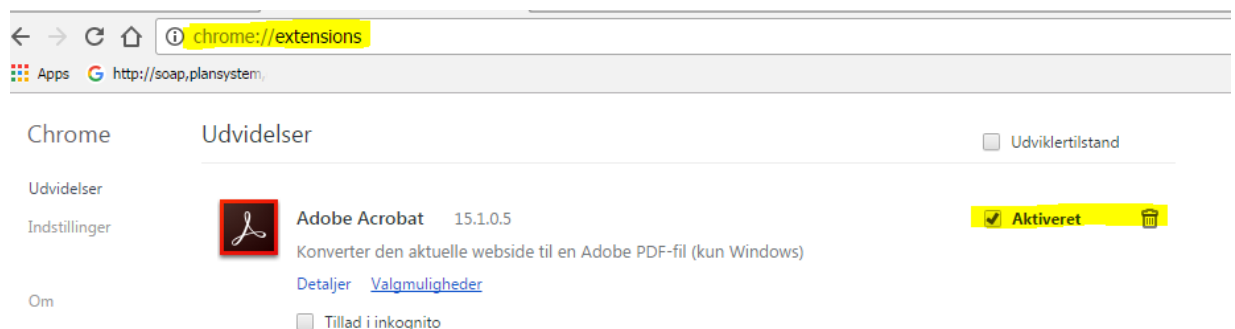 chrome://extensions
Apps http://soap,plansystem,
Chrome Udvidelser Udviklertilstand
Udvidelser
Adobe Acrobat 15.1.0.5 Aktiveret
Indstillinger
Konverter den aktuelle webside til en Adobe PDF-fil (kun Windows)
Detaljer Valgmuligheder
Om
Tillad i inkognito